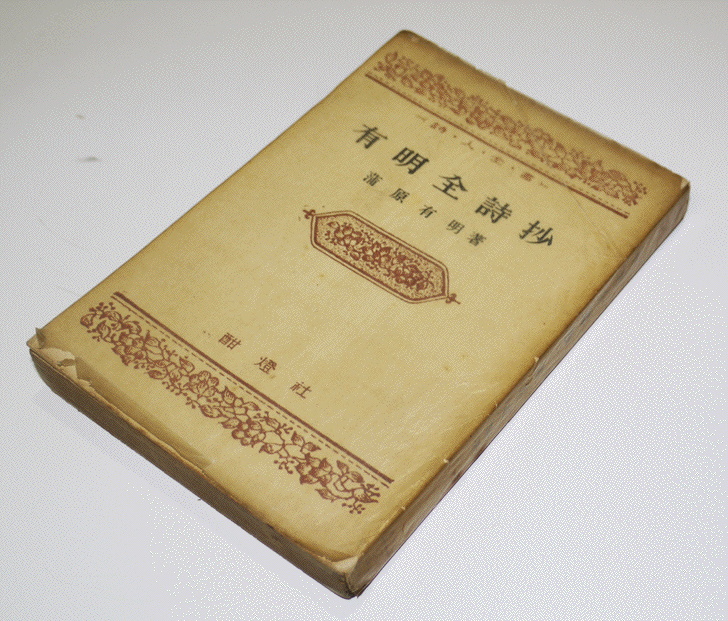 詩・人・全・書
有明全詩抄
蒲原有明著
酣燈社